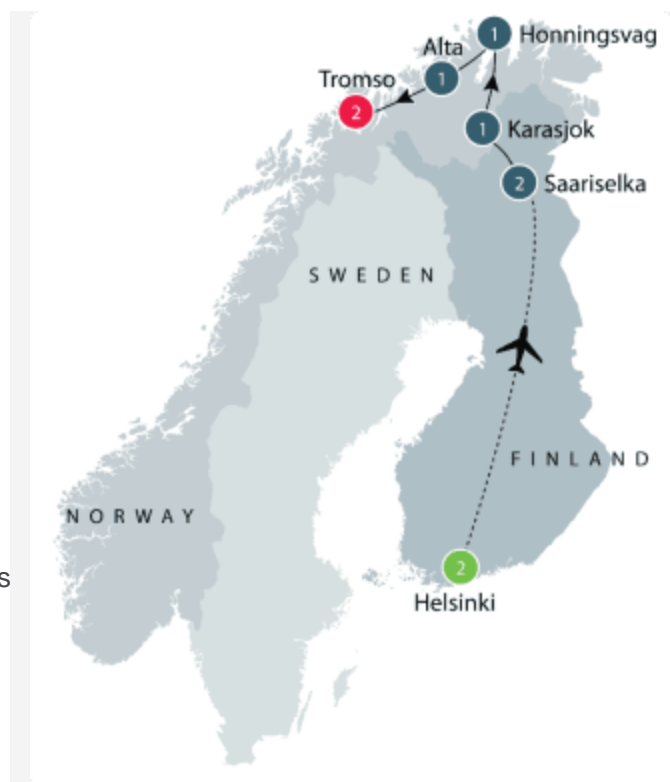 1 Honningsvag
Alta
1
Tromso
2
1 Karasjok
2 Saariselka
SWEDEN
FINLAND
NORWAY
s
2
Helsinki